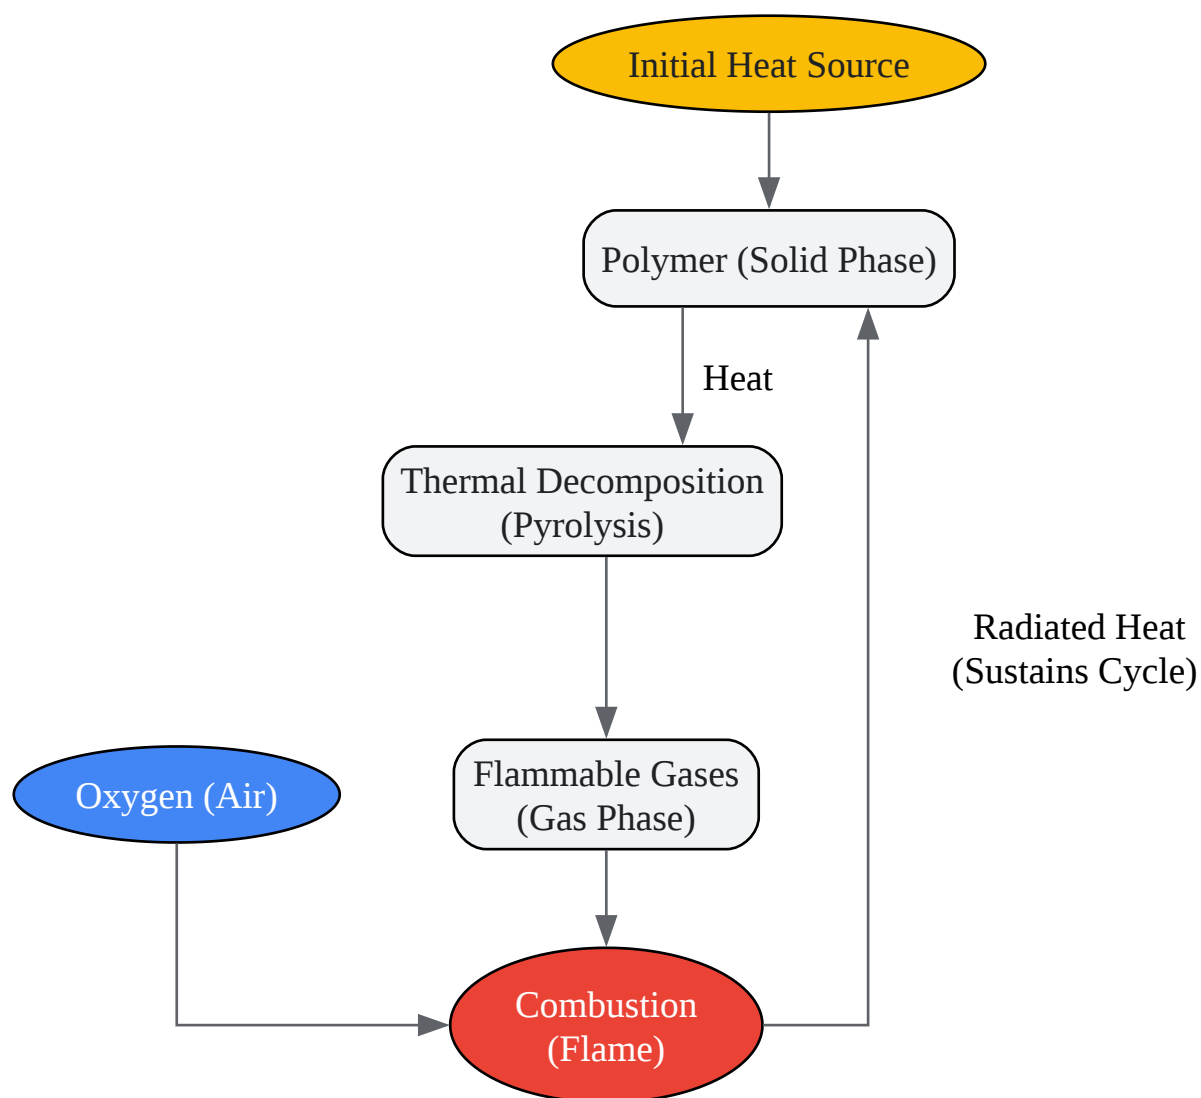 Initial Heat Source
Polymer (Solid Phase)
Heat
Thermal Decomposition
(Pyrolysis)
Radiated Heat
(Sustains Cycle)
Oxygen (Air)
Flammable Gases
(Gas Phase)
Combustion
(Flame)